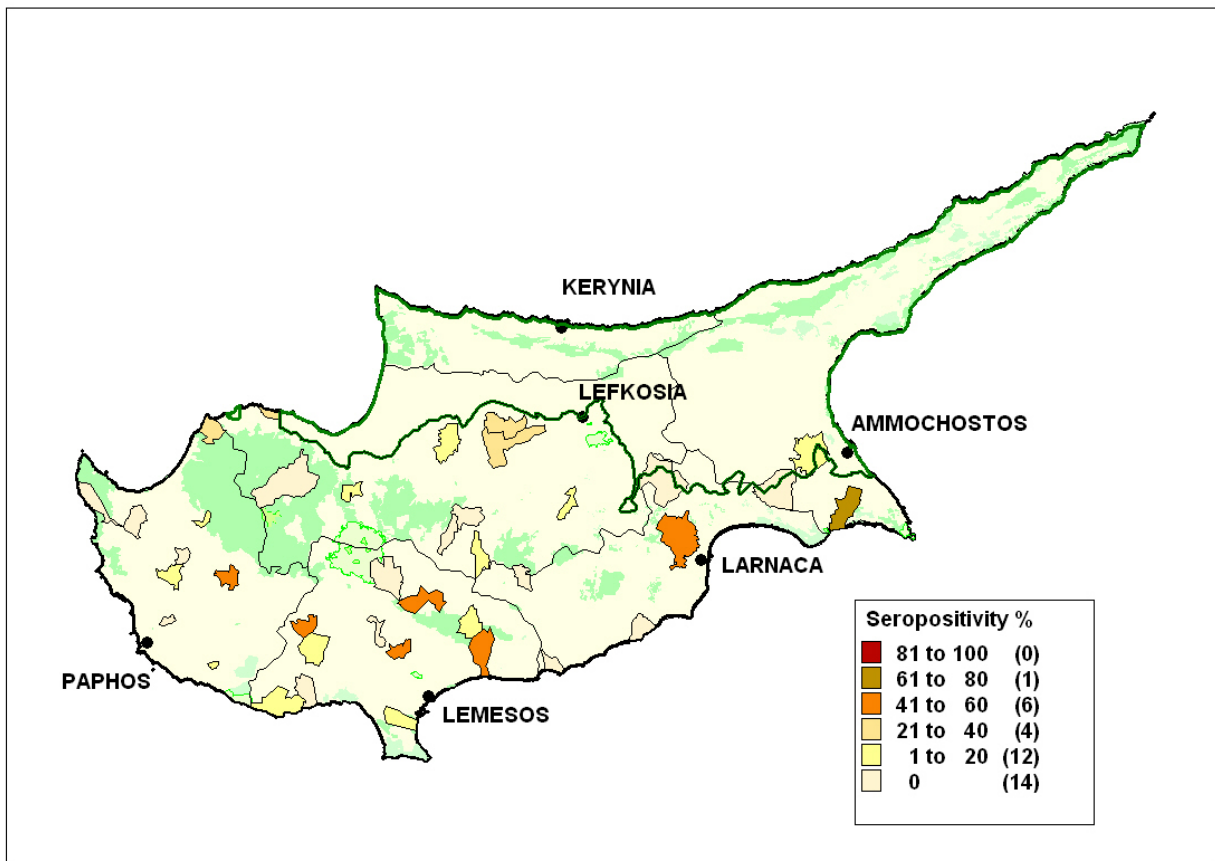 KERYNIA
LEFKOSIA
AMMOCHOSTOS
LARNACA
PAPHOS
LEMESOS
Seropositivity %
81 to 100 (0)
61 to 80 (1)
41 to 60 (6)
21 to 40 (4)
1 to 20 (12)
0 (14)